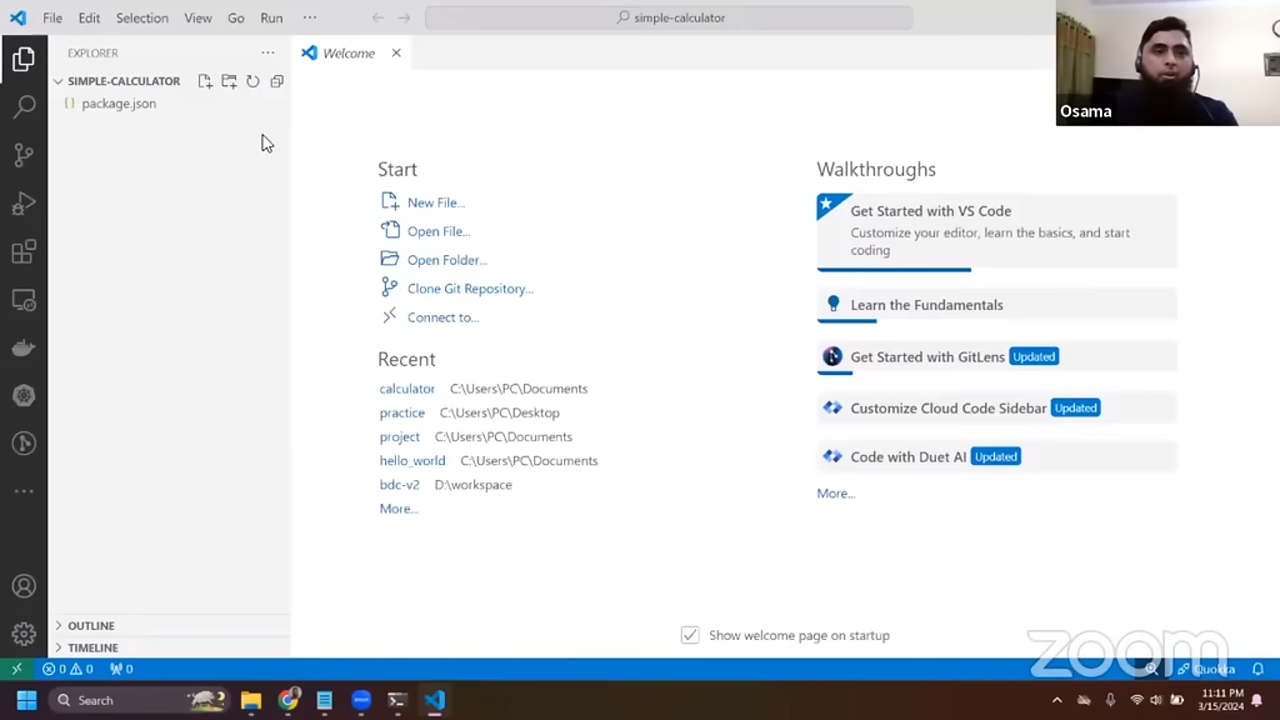 File Edit Selection View Go Run ···
simple-calculator
EXPLORER
SIMPLE-CALCULATOR
{} package.json
OUTLINE
TIMELINE
Welcome
Start
New File...
Open File...
Open Folder...
Clone Git Repository...
Connect to...
Recent
calculator C:\Users\PC\Documents
practice C:\Users\PC\Desktop
project C:\Users\PC\Documents
hello_world C:\Users\PC\Documents
bdc-v2 D:\workspace
More...
Walkthroughs
Get Started with VS Code
Customize your editor, learn the basics, and start
coding
Learn the Fundamentals
Get Started with GitLens Updated
Customize Cloud Code Sidebar Updated
Code with Duet AI Updated
More...
Show welcome page on startup
Osama
zoom
0 0 0
Quokka
Search
11:11 PM
3/15/2024